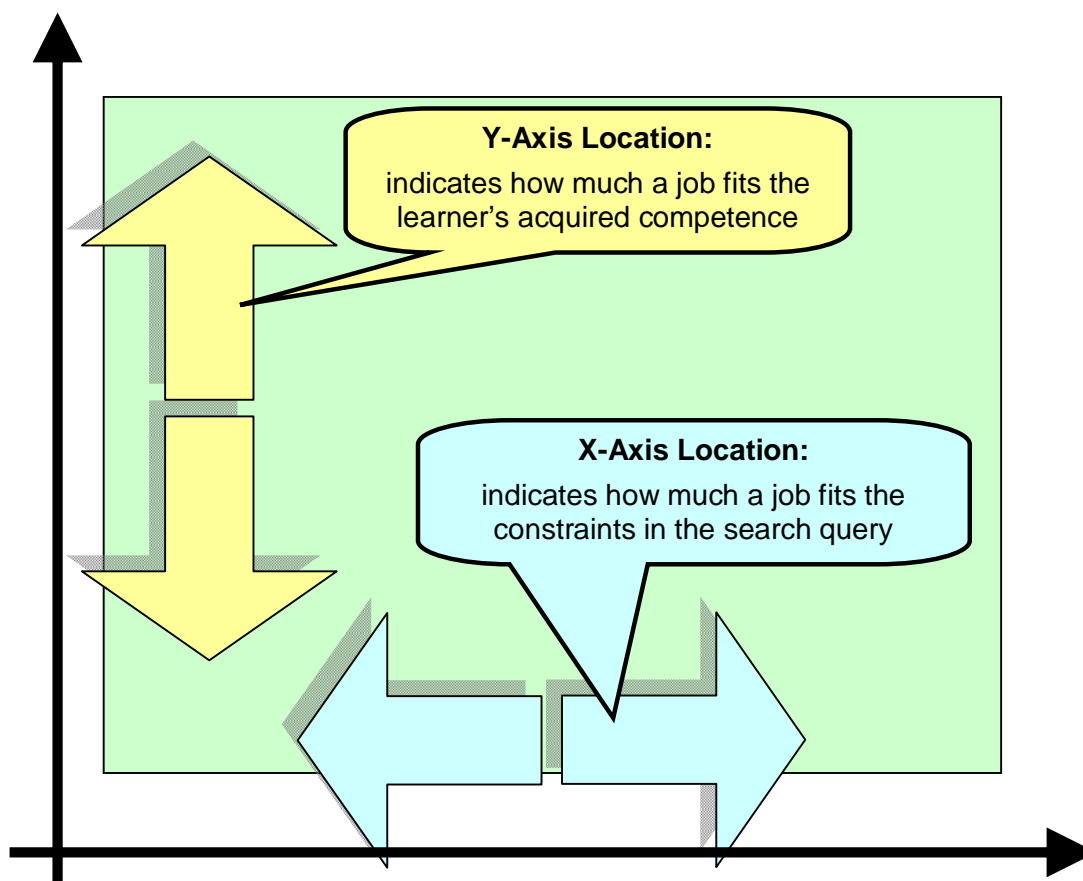 Y-Axis Location:
indicates how much a job fits the
learner’s acquired competence
X-Axis Location:
indicates how much a job fits the
constraints in the search query